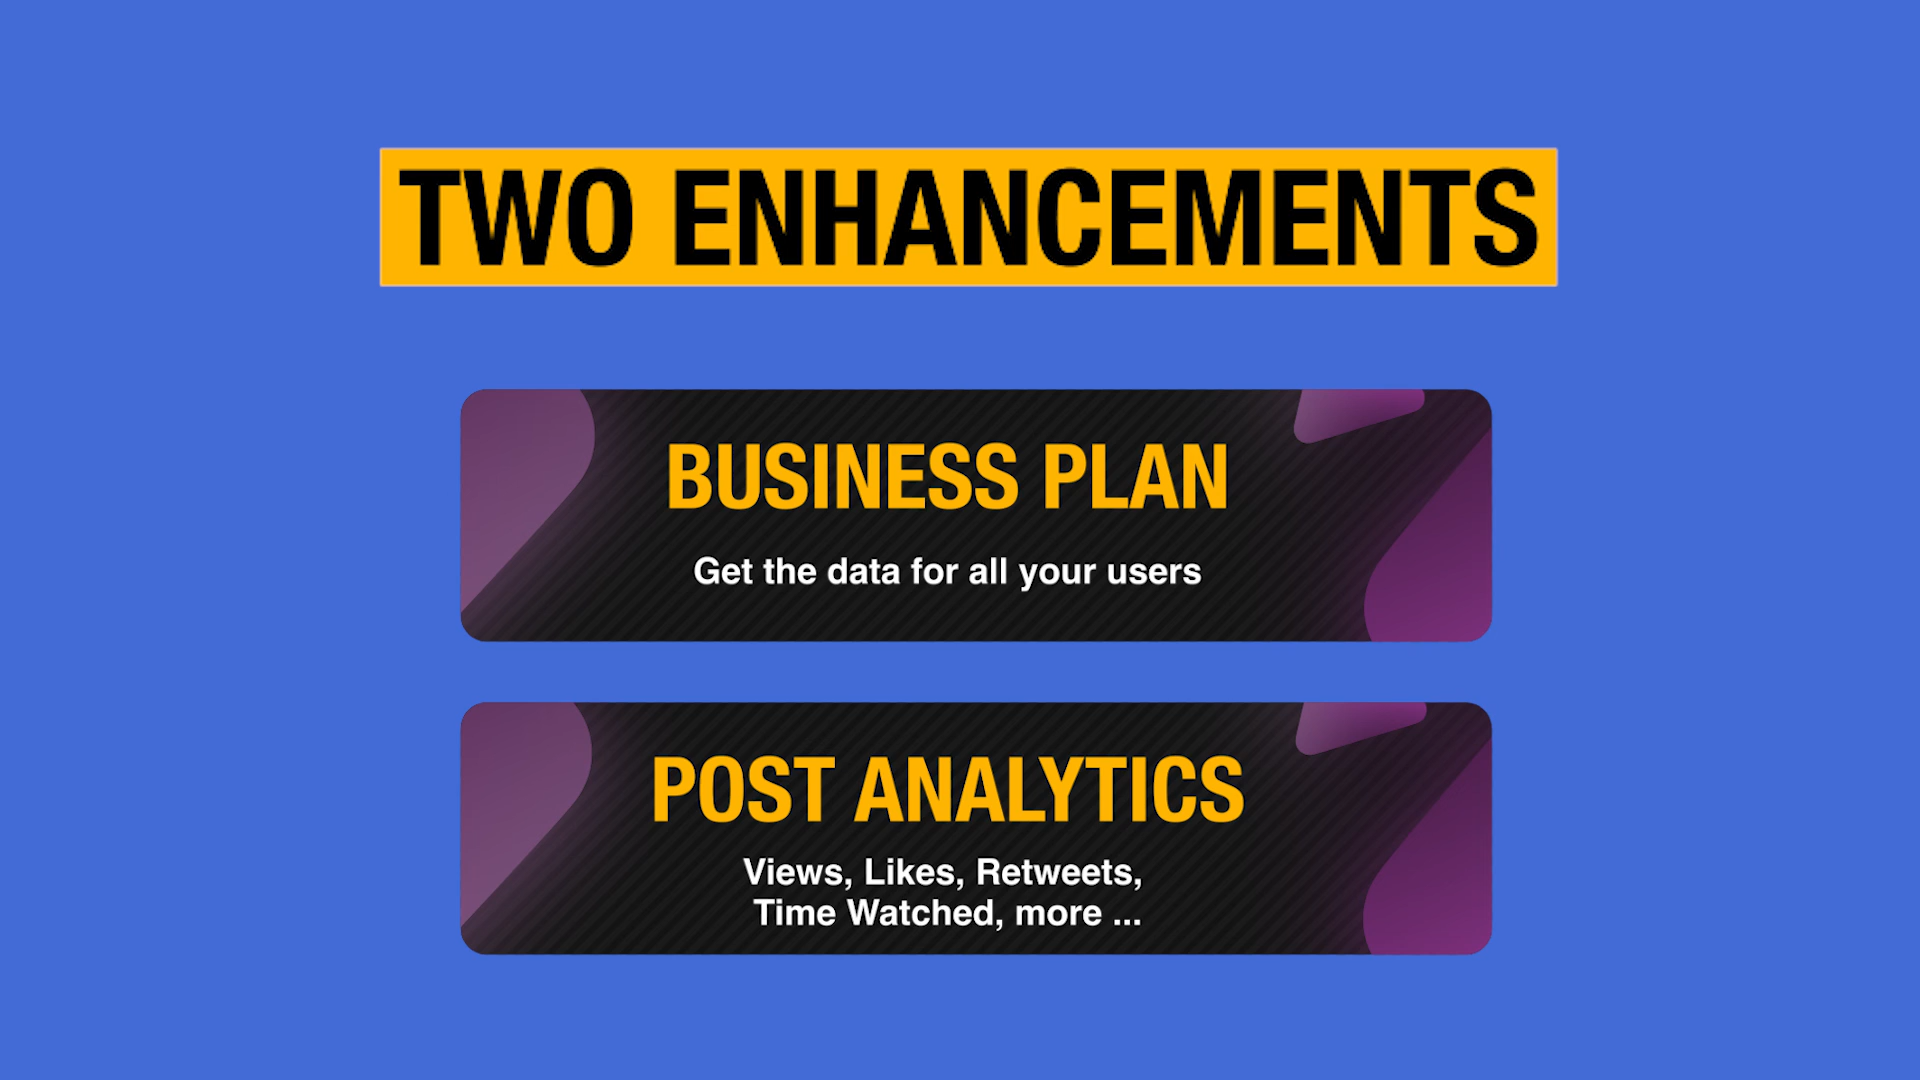 TWO ENHANCEMENTS
BUSINESS PLAN
Get the data for all your users
POST ANALYTICS
Views, Likes, Retweets,
Time Watched, more ...